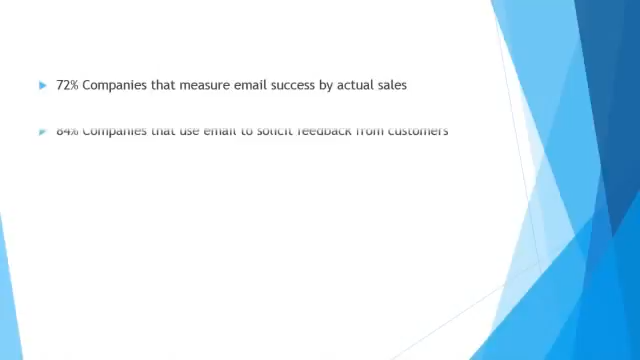 72% Companies that measure email success by actual sales
84% Companies that use email to solicit feedback from customers